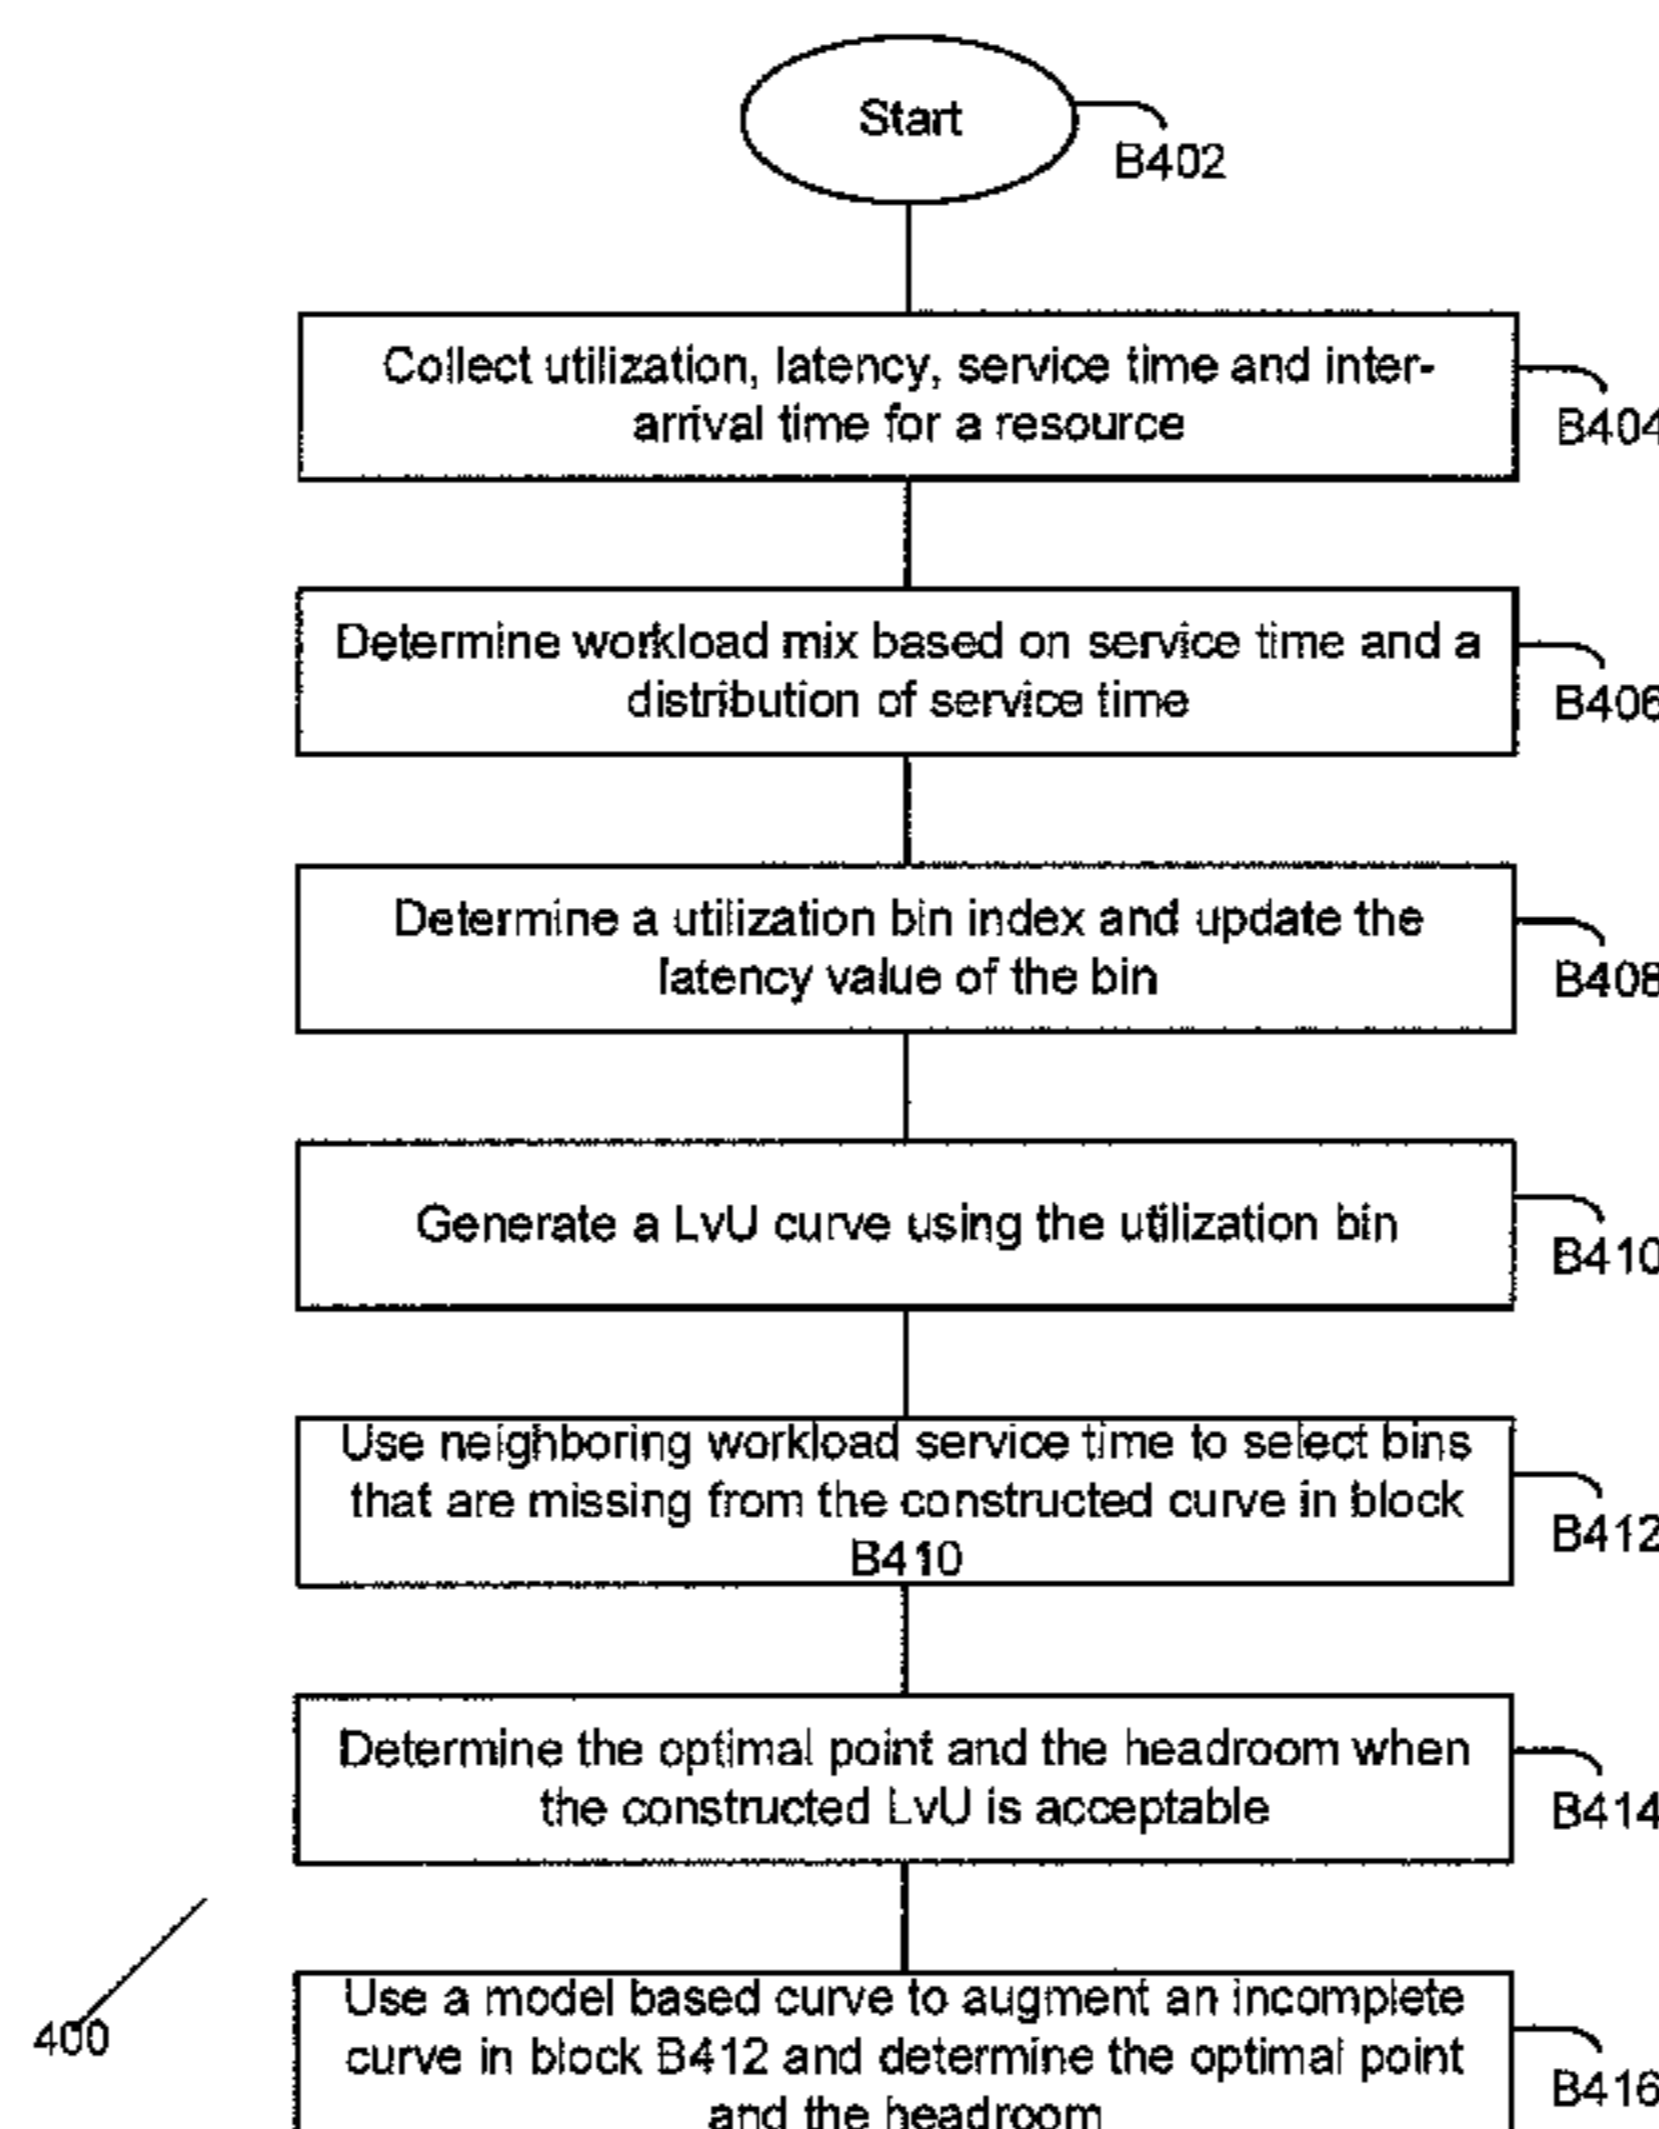 Start
B402
Collect utilization, latency, service time and inter-
arrival time for a resource
B404
Determine workload mix based on service time and a
distribution of service time
B406
Determine a utilization bin index and update the
latency value of the bin
B408
Generate a LvU curve using the utilization bin
B410
Use neighboring workload service time to select bins
that are missing from the constructed curve in block
B410
B412
Determine the optimal point and the headroom when
the constructed LvU is acceptable
B414
400
Use a model based curve to augment an incomplete
curve in block B412 and determine the optimal point
and the headroom
B416